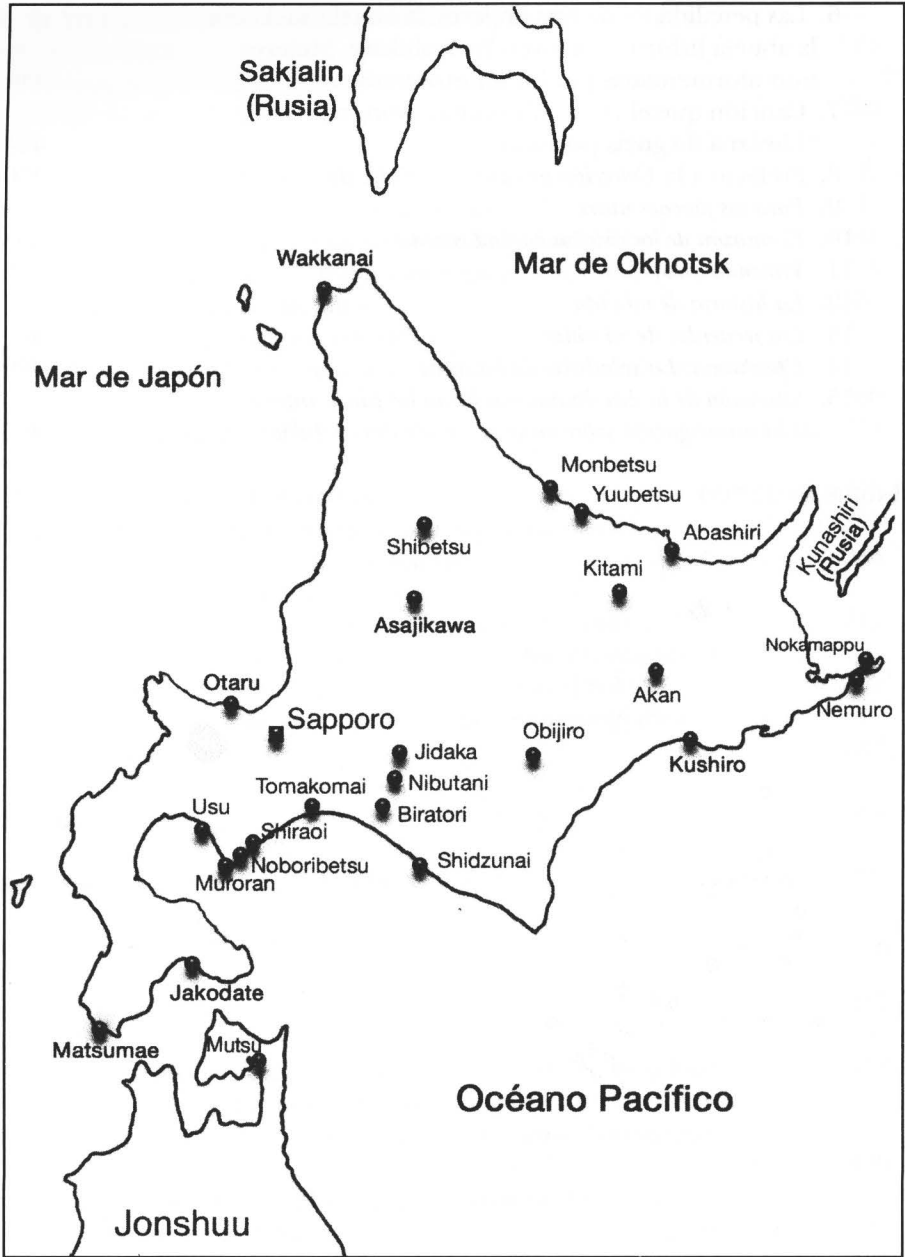 Sakjalin
(Rusia)
Wakkanai
Mar de Okhotsk
Mar de Japón
Monbetsu
Yuubetsu
Shibetsu
Abashiri
Kunashiri
(Rusia)
Kitami
Asajikawa
Nokamappu
Otaru
Akan
Nemuro
Sapporo
Obijiro
Jidaka
Kushiro
Nibutani
Tomakomai
Biratori
Usu
Shiraoi
Noboribetsu
Shidzunai
Muroran
Jakodate
Matsumae
Mutsu
Océano Pacífico
Jonshuu